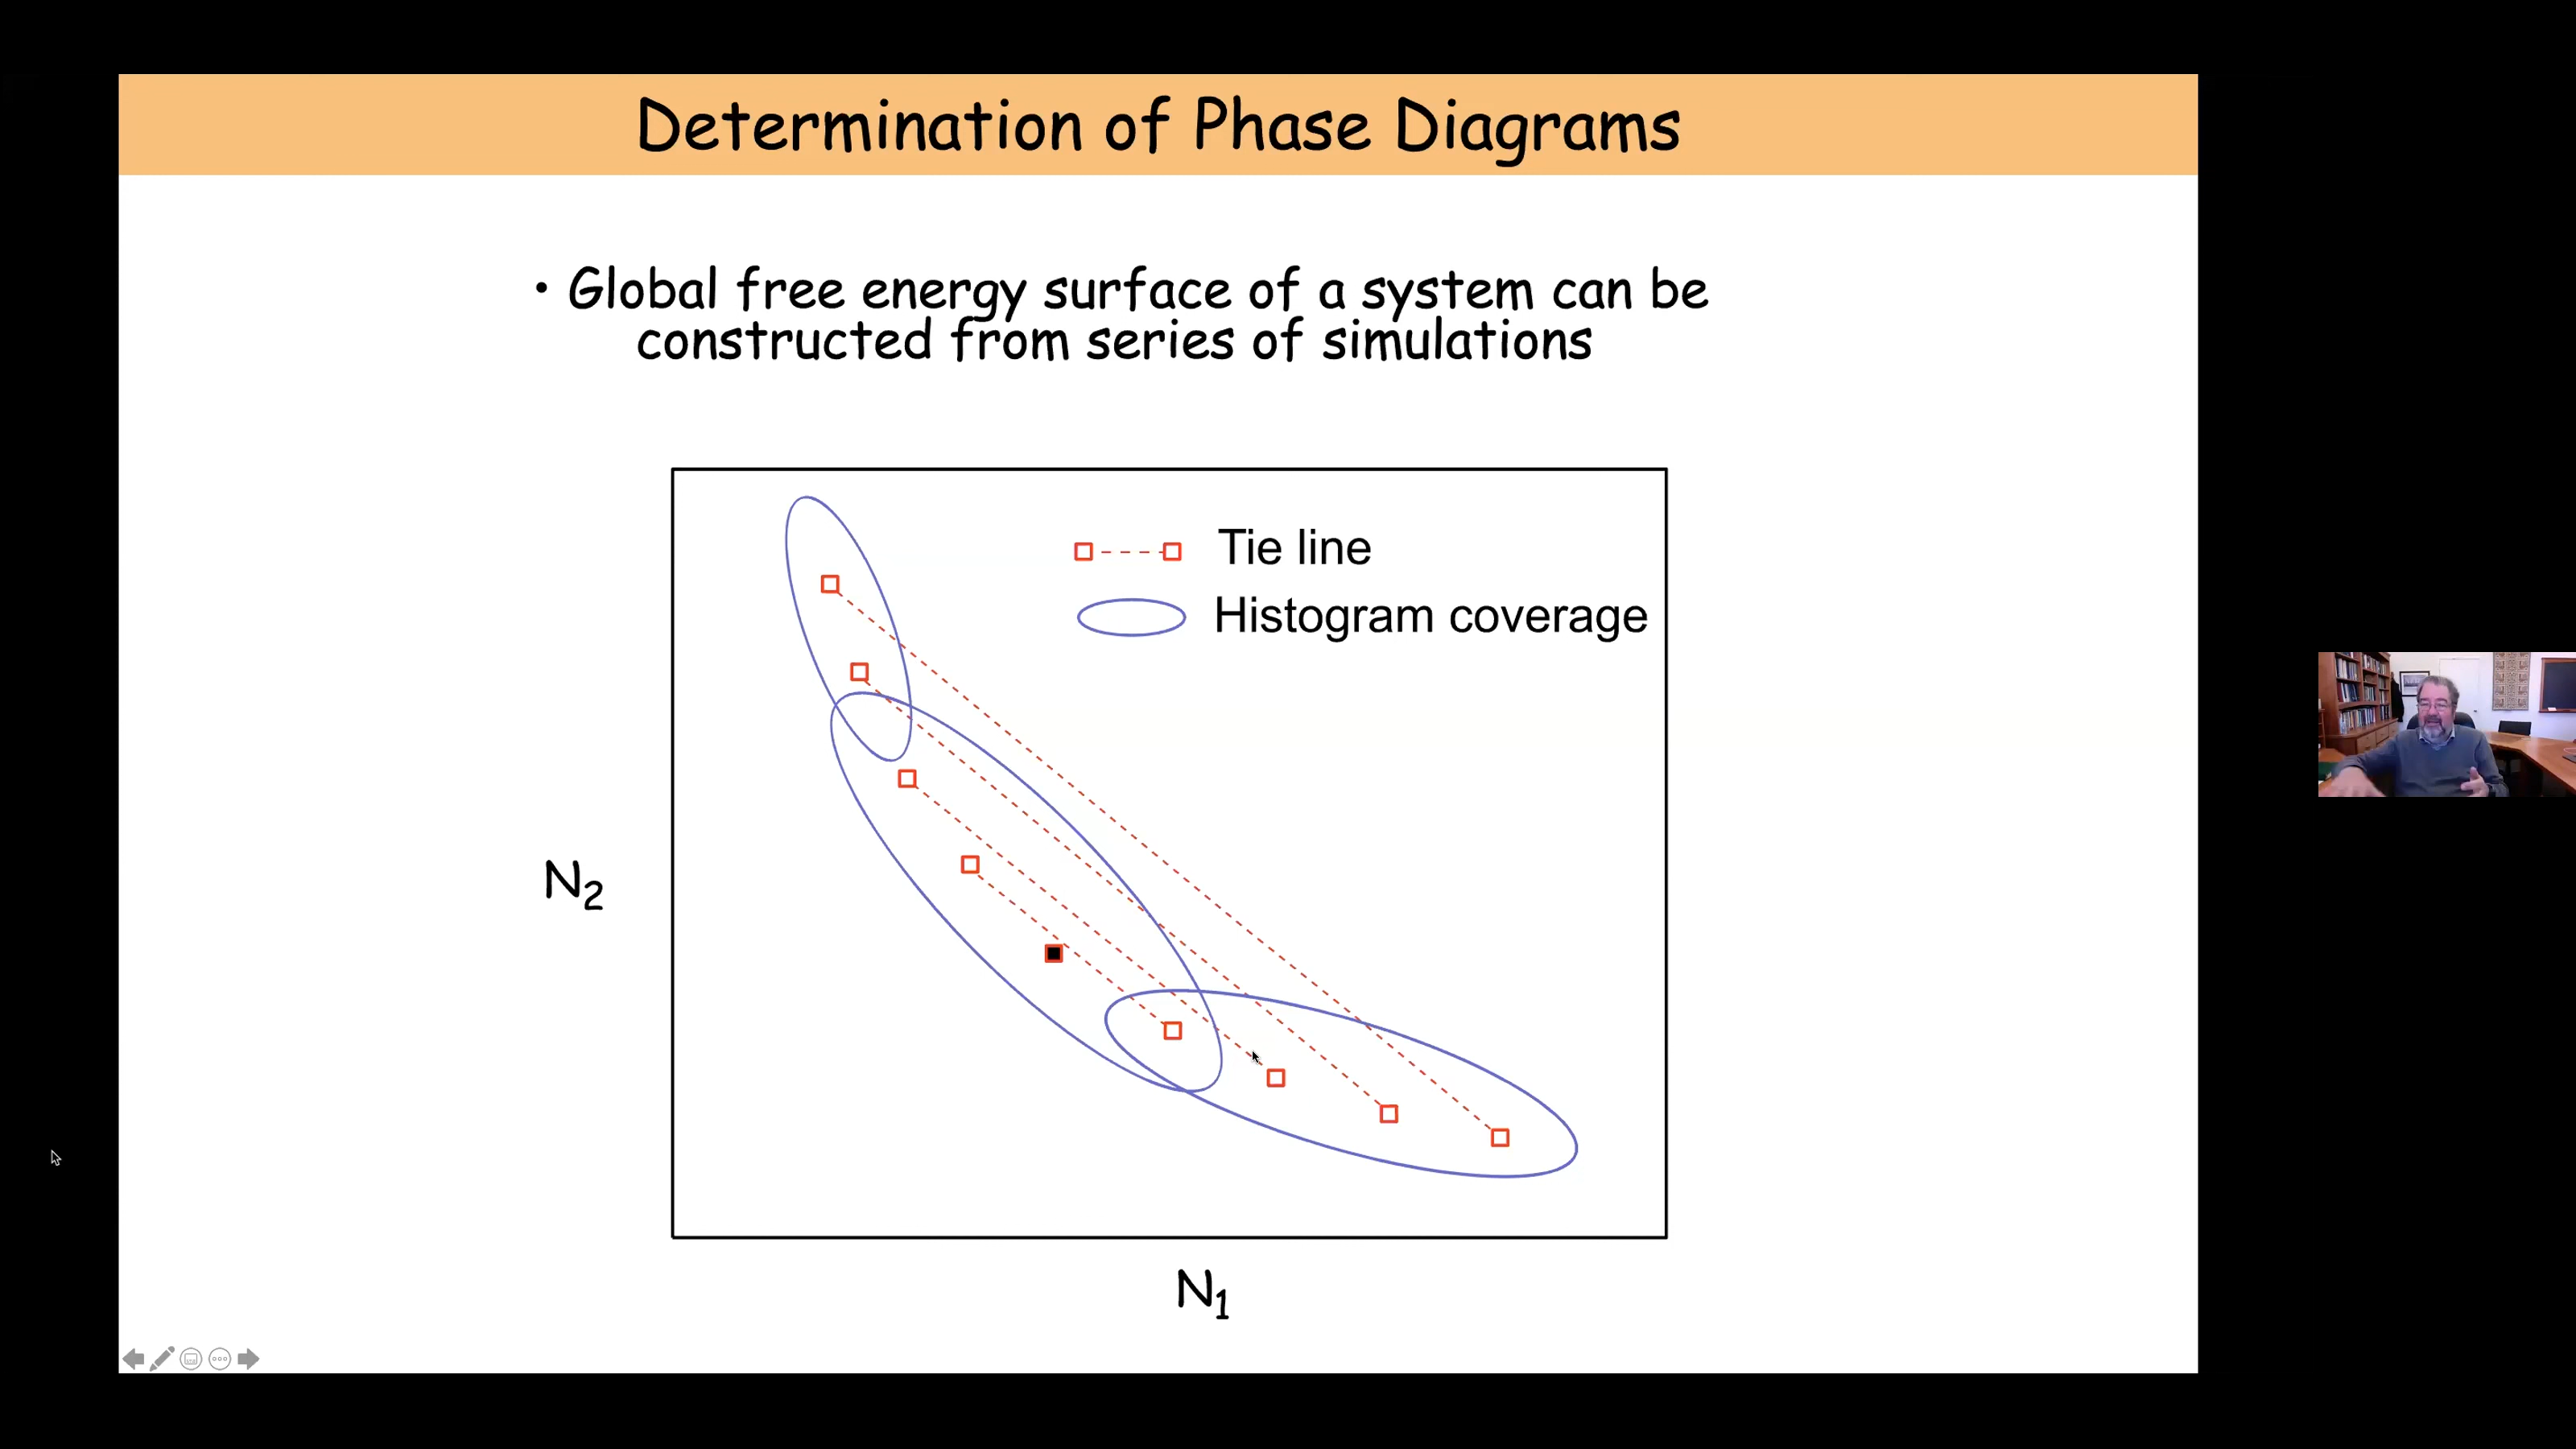 Determination of Phase Diagrams
• Global free energy surface of a system can be
constructed from series of simulations
Tie line
Histogram coverage
N₂
N₁